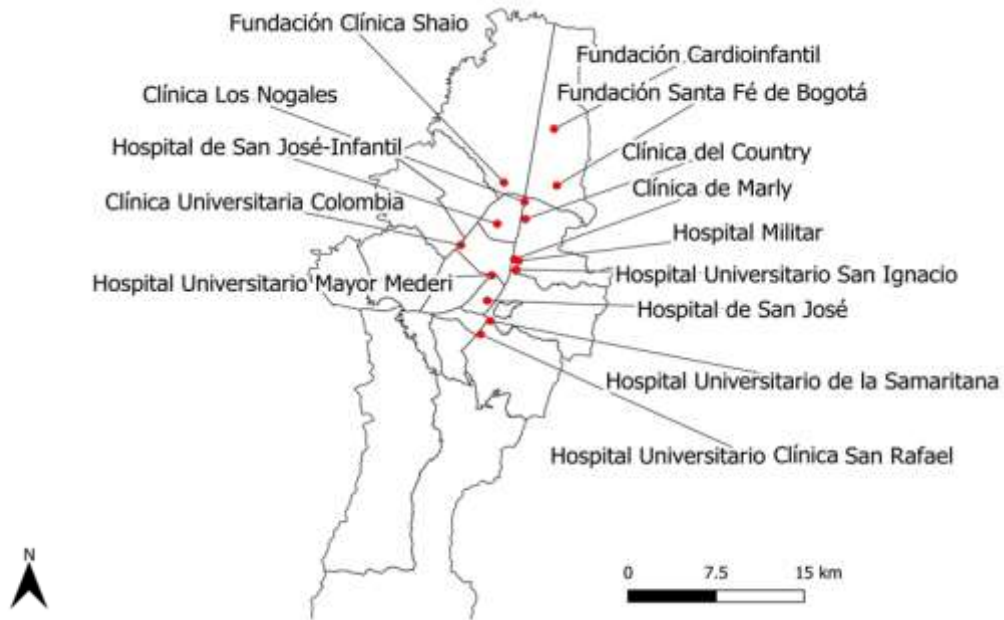 Fundación Clínica Shaio
Fundación Cardioinfantil
Clínica Los Nogales
Fundación Santa Fé de Bogotá
Hospital de San José-Infantil
Clínica del Country
Clínica Universitaria Colombia
Clínica de Marly
Hospital Militar
Hospital Universitario Mayor Mederi
Hospital Universitario San Ignacio
Hospital de San José
Hospital Universitario de la Samaritana
Hospital Universitario Clínica San Rafael
N
0 7.5 15 km